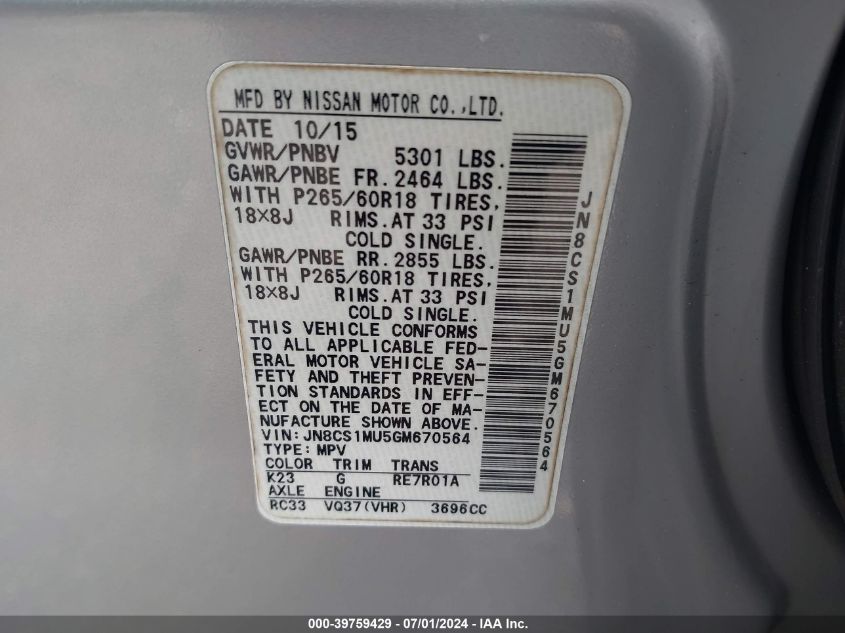 MFD BY NISSAN MOTOR CO.,LTD.
DATE 10/15
GVWR/PNBV 5301 LBS.
GAWR/PNBE FR.2464 LBS.
WITH P265/60R18 TIRES,
18X8J RIMS.AT 33 PSI
COLD SINGLE.
GAWR/PNBE RR.2855 LBS.
WITH P265/60R18 TIRES,
18X8J RIMS.AT 33 PSI
COLD SINGLE.
THIS VEHICLE CONFORMS
TO ALL APPLICABLE FED-
ERAL MOTOR VEHICLE SA-
FETY AND THEFT PREVEN-
TION STANDARDS IN EFF-
ECT ON THE DATE OF MA-
NUFACTURE SHOWN ABOVE.
VIN: JN8CS1MU5GM670564
TYPE: MPV
COLOR TRIM TRANS
K23 G RE7R01A
AXLE ENGINE
RC33 VQ37(VHR) 3696CC
JN8CS1MU5GM670564
000-39759429 - 07/01/2024 - IAA Inc.